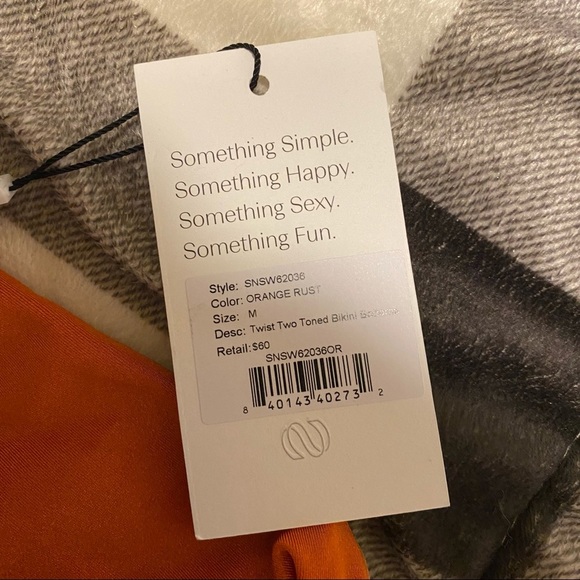 Something Simple.
Something Happy.
Something Sexy.
Something Fun.
Style: SNSW62036
Color: ORANGE RUST
Size: M
Desc: Twist Two Toned Bikini
Retail: $60
SNSW62036OR
8 40143 40273 2